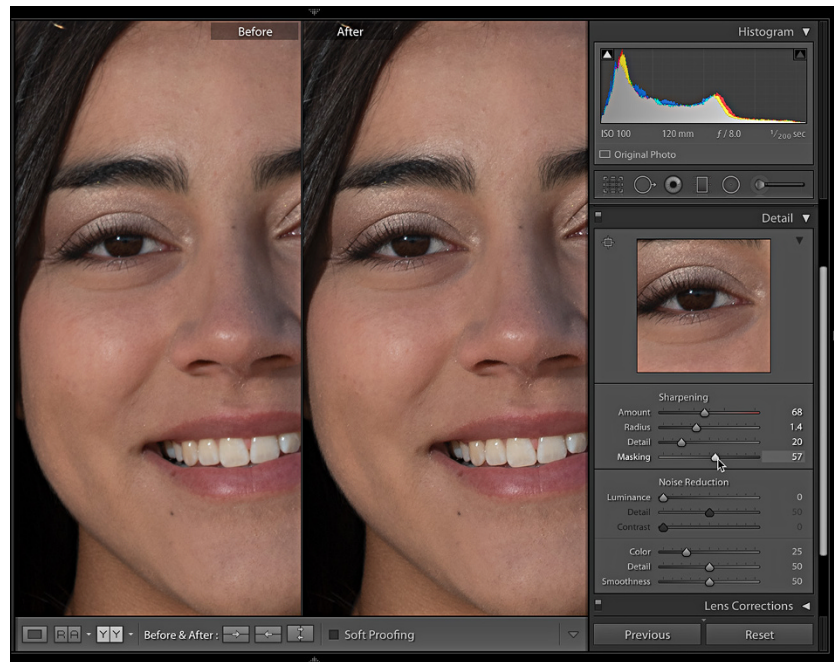 Before
After
Histogram
ISO 100 120 mm ƒ / 8.0 1/200 sec
Original Photo
Detail
Sharpening
Amount 68
Radius 1.4
Detail 20
Masking 57
Noise Reduction
Luminance 0
Detail 50
Contrast 0
Color 25
Detail 50
Smoothness 50
Lens Corrections
R A Y Y Before & After : Soft Proofing
Previous Reset